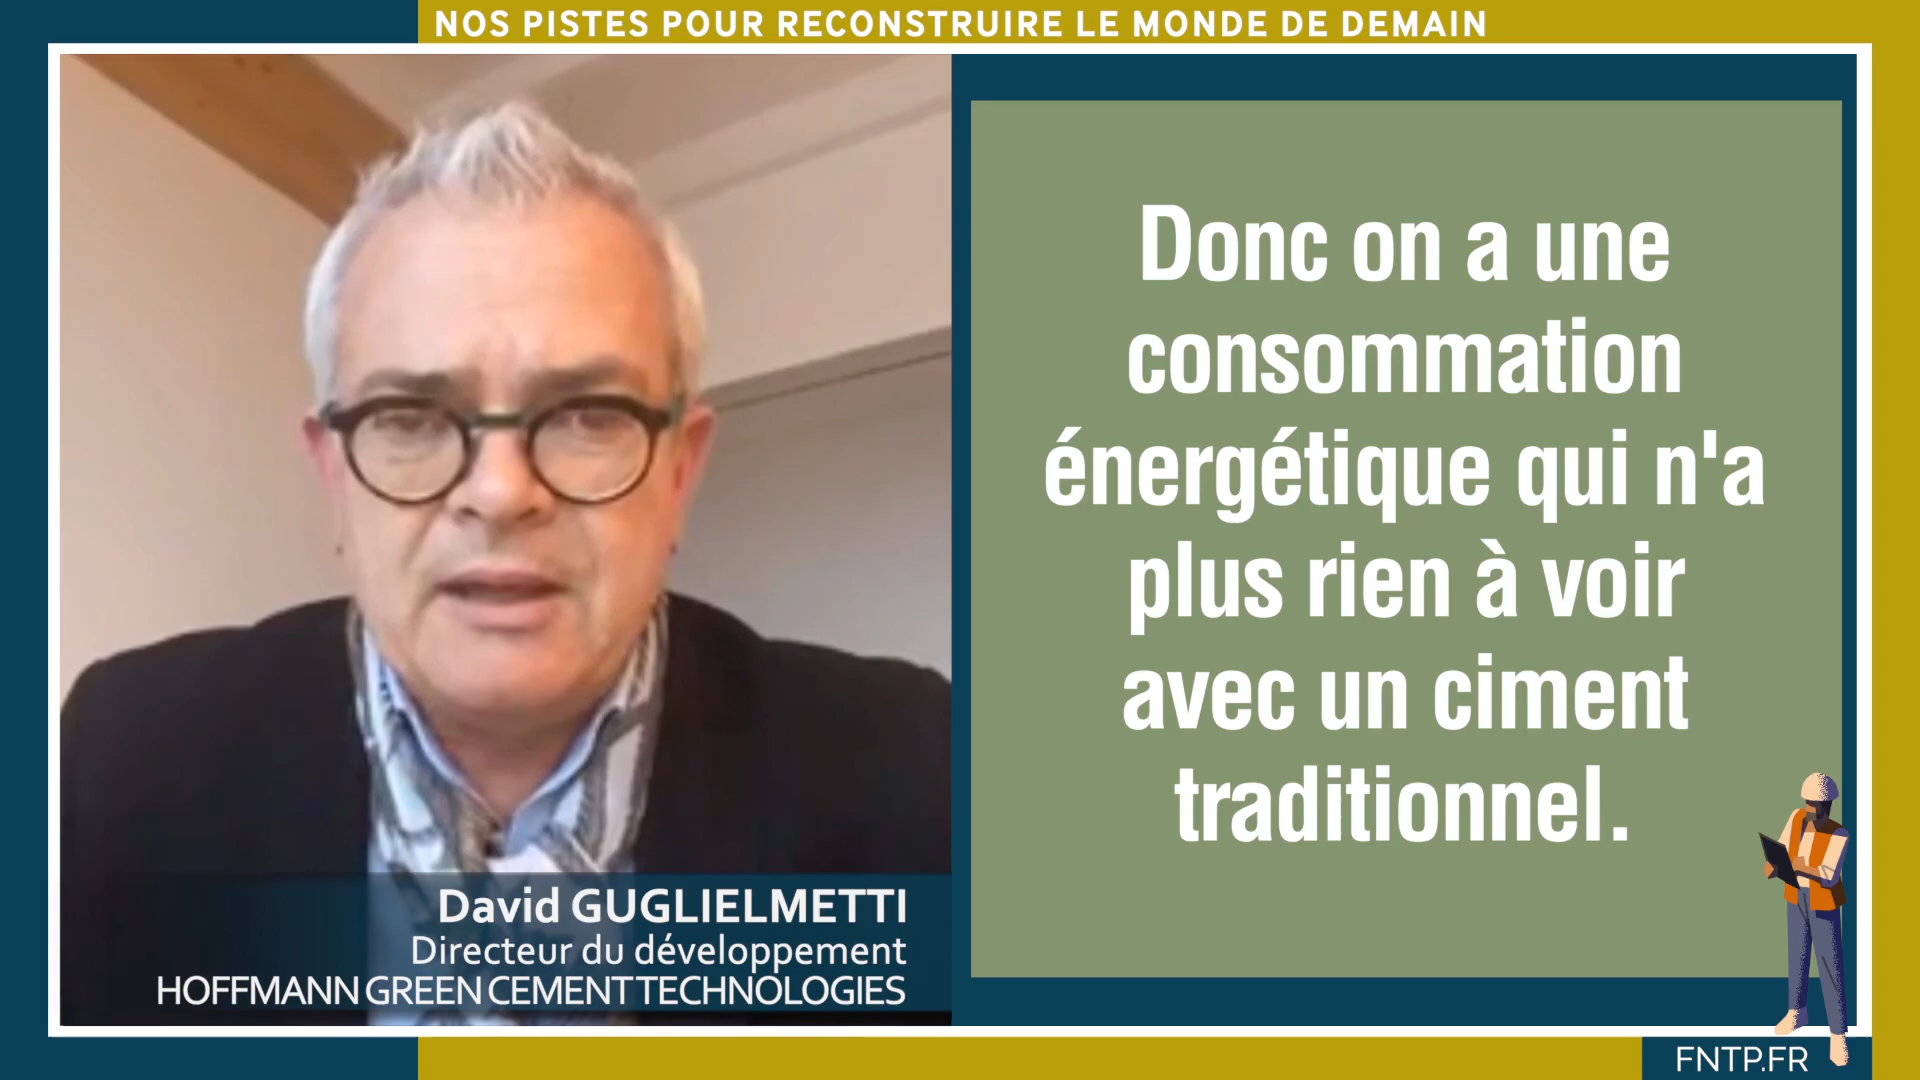 NOS PISTES POUR RECONSTRUIRE LE MONDE DE DEMAIN
Donc on a une
consommation
énergétique qui n'a
plus rien à voir
avec un ciment
traditionnel.
David GUGLIELMETTI
Directeur du développement
HOFFMANN GREEN CEMENT TECHNOLOGIES
FNTP.FR